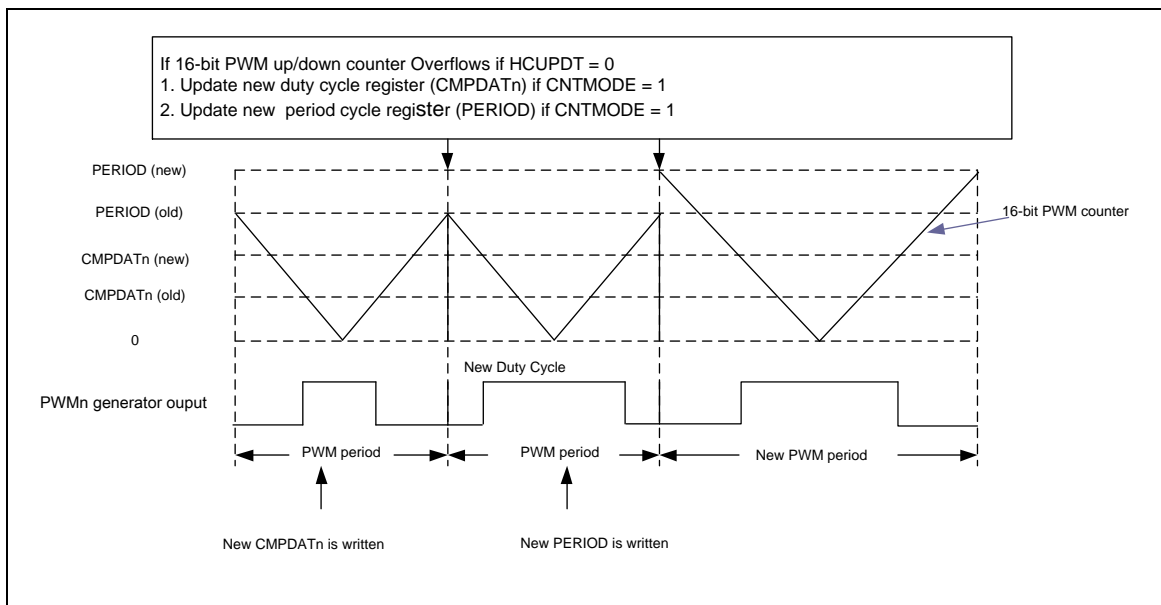 If 16-bit PWM up/down counter Overflows if HCUPDT = 0
1. Update new duty cycle register (CMPDATn) if CNTMODE = 1
2. Update new period cycle register (PERIOD) if CNTMODE = 1
PERIOD (new)
PERIOD (old)
16-bit PWM counter
CMPDATn (new)
CMPDATn (old)
0
New Duty Cycle
PWMn generator ouput
PWM period
PWM period
New PWM period
New CMPDATn is written
New PERIOD is written